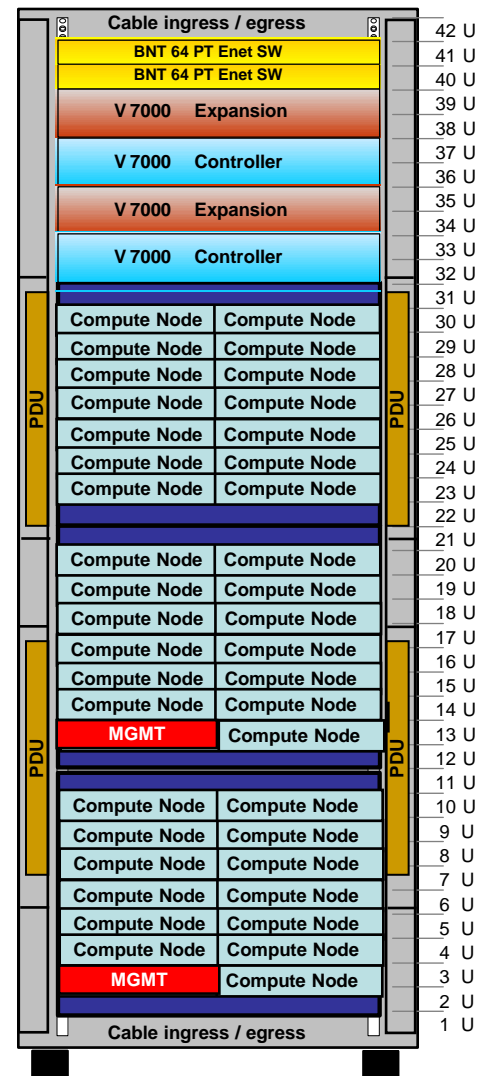 Cable ingress / egress
42 U
BNT 64 PT Enet SW
41 U
BNT 64 PT Enet SW
40 U
V 7000 Expansion
39 U
38 U
V 7000 Controller
37 U
36 U
V 7000 Expansion
35 U
34 U
V 7000 Controller
33 U
32 U
31 U
Compute Node Compute Node
30 U
Compute Node Compute Node
29 U
Compute Node Compute Node
28 U
Compute Node Compute Node
27 U
PDU
PDU
26 U
Compute Node Compute Node
25 U
Compute Node Compute Node
24 U
Compute Node Compute Node
23 U
22 U
21 U
Compute Node Compute Node
20 U
Compute Node Compute Node
19 U
Compute Node Compute Node
18 U
17 U
Compute Node Compute Node
16 U
Compute Node Compute Node
15 U
Compute Node Compute Node
14 U
MGMT Compute Node
13 U
PDU
PDU
12 U
11 U
Compute Node Compute Node
10 U
Compute Node Compute Node
9 U
Compute Node Compute Node
8 U
7 U
Compute Node Compute Node
6 U
Compute Node Compute Node
5 U
Compute Node Compute Node
4 U
MGMT Compute Node
3 U
2 U
Cable ingress / egress
1 U